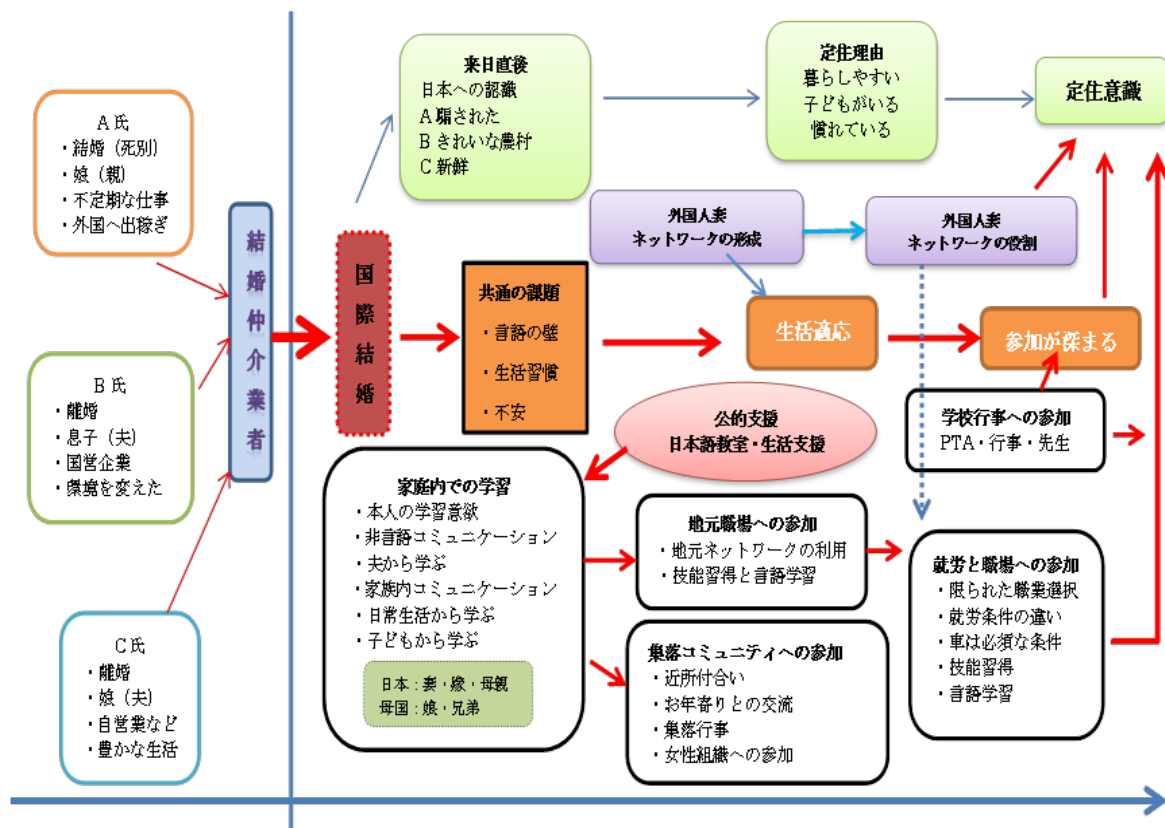 A氏
・結婚（死別）
・娘（親）
・不定期な仕事
・外国へ出稼ぎ
B氏
・離婚
・息子（夫）
・国営企業
・環境を変えた
C氏
・離婚
・娘（夫）
・自営業など
・豊かな生活
結婚仲介業者
国際結婚
来日直後
日本への認識
A 騙された
B きれいな農村
C 新鮮
定住理由
暮らしやすい
子どもがいる
慣れている
定住意識
外国人妻
ネットワークの形成
外国人妻
ネットワークの役割
共通の課題
・言語の壁
・生活習慣
・不安
生活適応
参加が深まる
公的支援
日本語教室・生活支援
学校行事への参加
PTA・行事・先生
家庭内での学習
・本人の学習意欲
・非言語コミュニケーション
・夫から学ぶ
・家族内コミュニケーション
・日常生活から学ぶ
・子どもから学ぶ
日本：妻・嫁・母親
母国：娘・兄弟
地元職場への参加
・地元ネットワークの利用
・技能習得と言語学習
集落コミュニティへの参加
・近所付合い
・お年寄りとの交流
・集落行事
・女性組織への参加
就労と職場への参加
・限られた職業選択
・就労条件の違い
・車は必須な条件
・技能習得
・言語学習